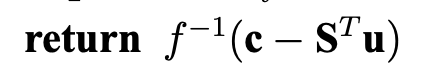 return f⁻¹(c − Sᵀu)